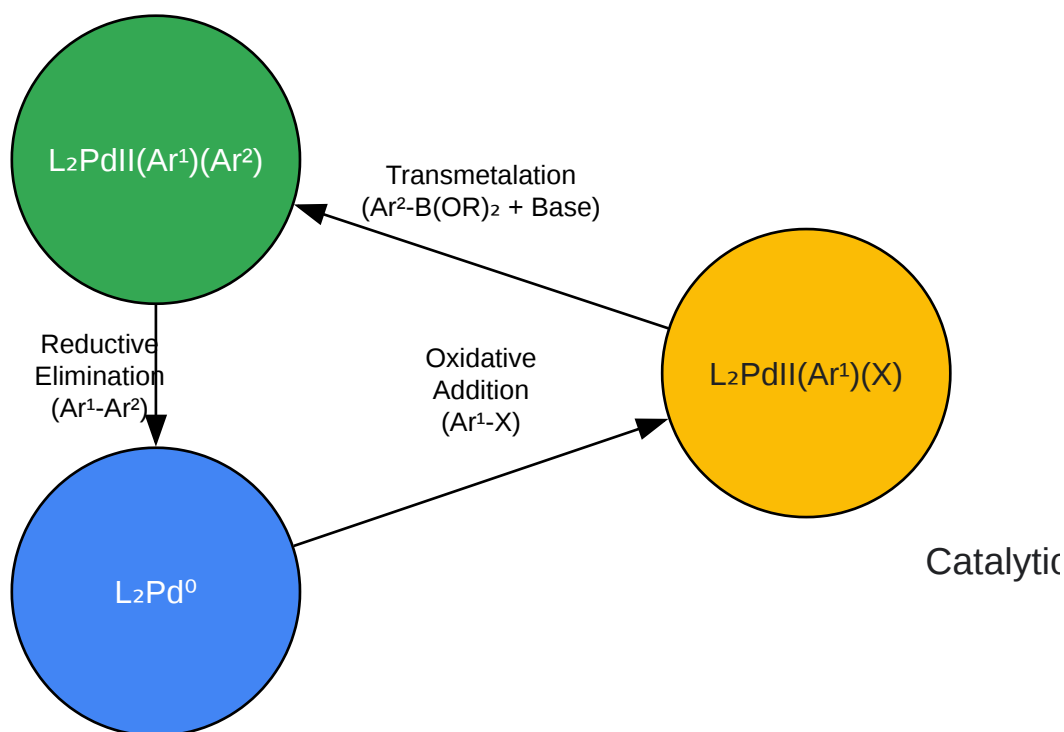 L₂PdII(Ar¹)(Ar²)
Transmetalation
(Ar²-B(OR)₂ + Base)
Reductive
Elimination
(Ar¹-Ar²)
Oxidative
Addition
(Ar¹-X)
L₂PdII(Ar¹)(X)
L₂Pd⁰